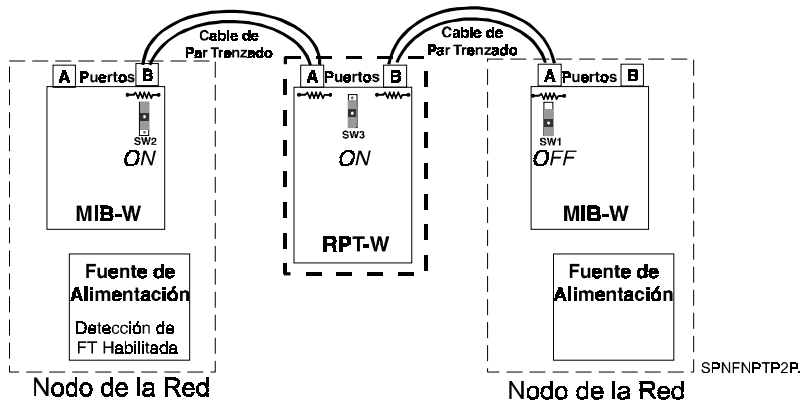 Cable de
Par Trenzado
Cable de
Par Trenzado
A Puertos B
SW2
ON
MIB-W
Fuente de
Alimentación
Detección de
FT Habilitada
Nodo de la Red
A Puertos B
SW3
ON
RPT-W
A Puertos B
SW1
OFF
MIB-W
Fuente de
Alimentación
Nodo de la Red
SPNFNPTP2P.